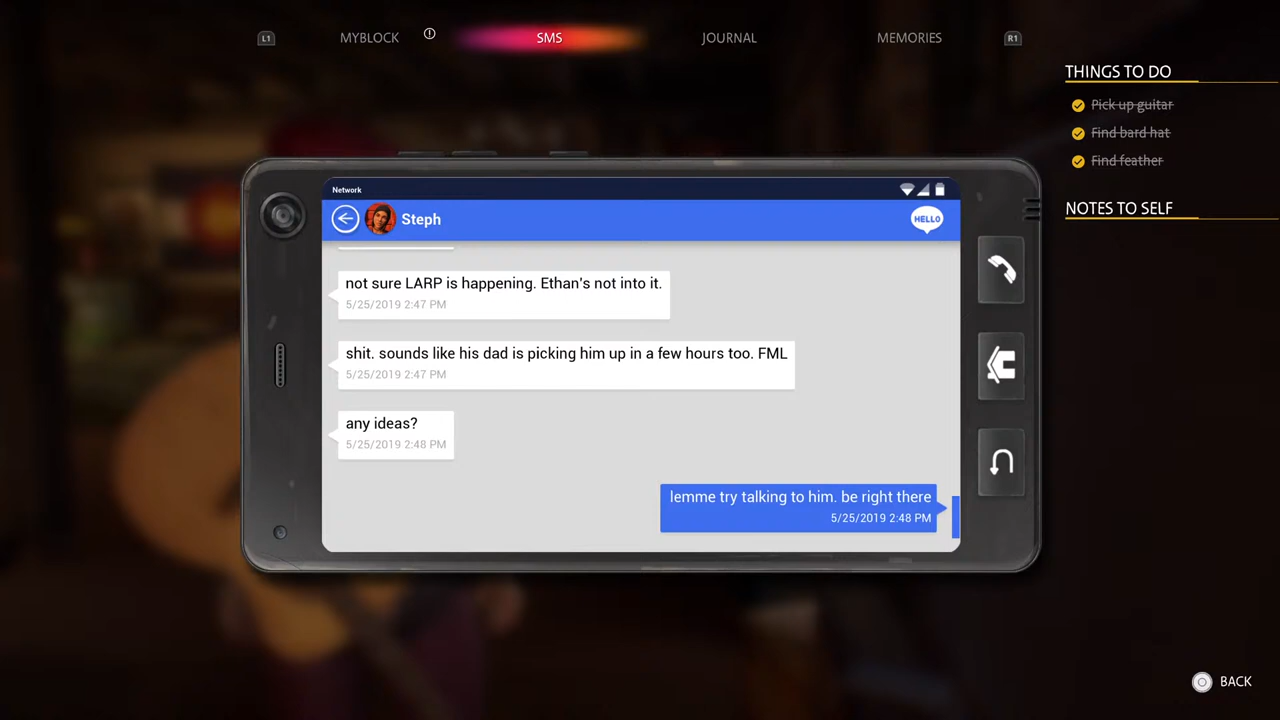 L1
MYBLOCK
SMS
JOURNAL
MEMORIES
R1
THINGS TO DO
Pick up guitar
Find bard hat
Find feather
NOTES TO SELF
Network
Steph
HELLO
not sure LARP is happening. Ethan's not into it.
5/25/2019 2:47 PM
shit. sounds like his dad is picking him up in a few hours too. FML
5/25/2019 2:47 PM
any ideas?
5/25/2019 2:48 PM
lemme try talking to him. be right there
5/25/2019 2:48 PM
BACK